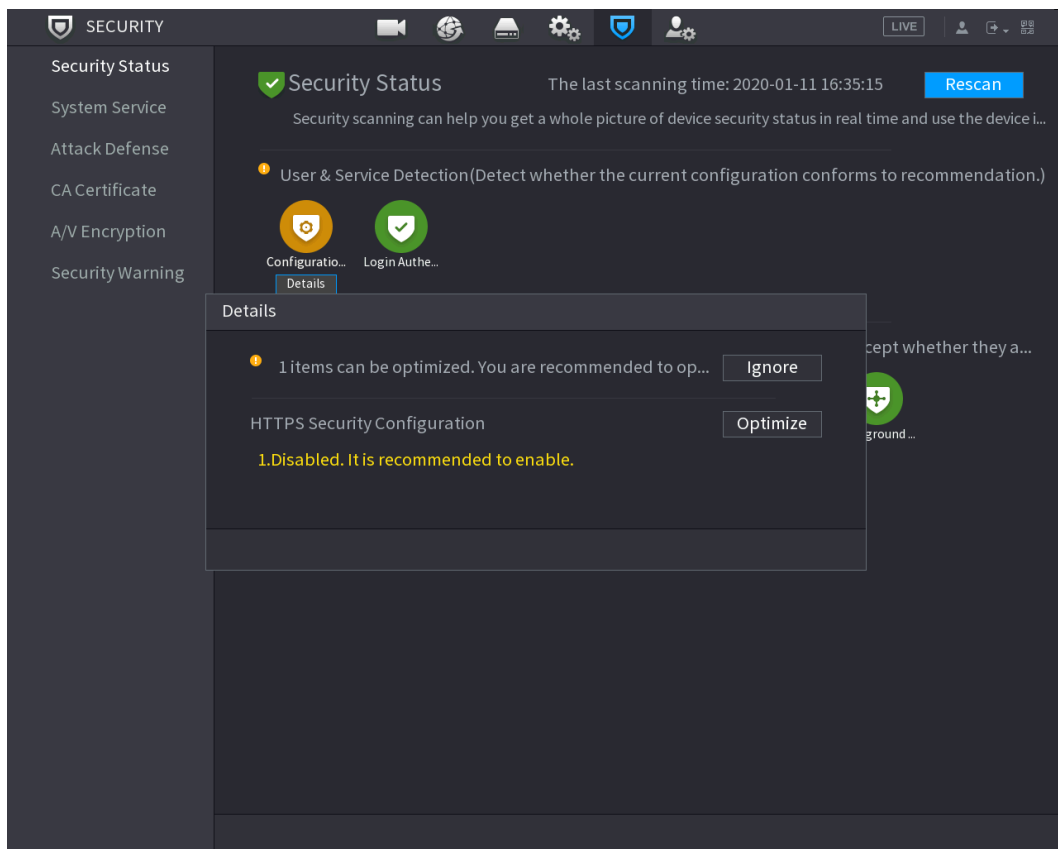 SECURITY
LIVE
Security Status
System Service
Attack Defense
CA Certificate
A/V Encryption
Security Warning
Security Status The last scanning time: 2020-01-11 16:35:15 Rescan
Security scanning can help you get a whole picture of device security status in real time and use the device i...
User & Service Detection(Detect whether the current configuration conforms to recommendation.)
Configuratio... Login Authe...
Details
Details
cept whether they a...
1 items can be optimized. You are recommended to op... Ignore
HTTPS Security Configuration Optimize
ground ...
1.Disabled. It is recommended to enable.